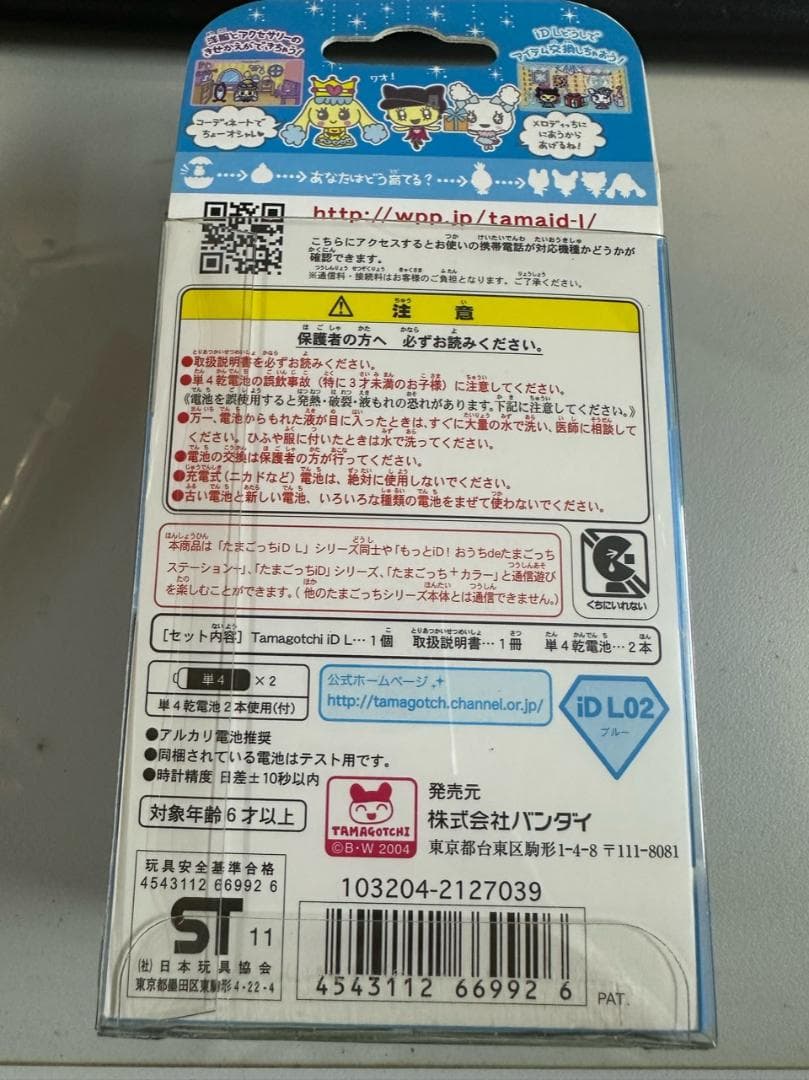 洋服とアクセサリーの
きせかえができちゃう!
コーディネートで
ちょーオシャレ♥
ワオ!
iD Lどうしで
アイテム交換しちゃおう!
メロディっちに
にあうから
あげるね!
あなたはどう育てる?
http://wpp.jp/tamaid-l/
こちらにアクセスするとお使いの携帯電話が対応機種かどうかが
確認できます。
※通信料・接続料はお客様のご負担となります。ご了承ください。
注意
保護者の方へ 必ずお読みください。
●取扱説明書を必ずお読みください。
●単4乾電池の誤飲事故(特に3才未満のお子様)に注意してください。
《電池を誤使用すると発熱・破裂・液もれの恐れがあります。下記に注意してください。》
●万一、電池からもれた液が目に入ったときは、すぐに大量の水で洗い、医師に相談して
ください。ひふや服に付いたときは水で洗ってください。
●電池の交換は保護者の方が行ってください。
●充電式(ニカドなど)電池は、絶対に使用しないでください。
●古い電池と新しい電池、いろいろな種類の電池をまぜて使わないでください。
本商品は「たまごっちiD L」シリーズ同士や「もっとiD!おうちdeたまごっち
ステーション」、「たまごっちiD」シリーズ、「たまごっち+カラー」と通信遊び
を楽しむことができます。(他のたまごっちシリーズ本体とは通信できません。)
くちにいれない
[セット内容] Tamagotchi iD L…1個 取扱説明書…1冊 単4乾電池…2本
単4 ×2
単4乾電池2本使用(付)
公式ホームページ
http://tamagotch.channel.or.jp/
iD L02
ブルー
●アルカリ電池推奨
●同梱されている電池はテスト用です。
●時計精度 日差±10秒以内
対象年齢6才以上
TAMAGOTCHI
©B・W 2004
発売元
株式会社バンダイ
東京都台東区駒形1-4-8 〒111-8081
玩具安全基準合格
4543112 66992 6
ST 11
(社)日本玩具協会
東京都墨田区東駒形4-22-4
103204-2127039
4543112 66992 6
PAT.